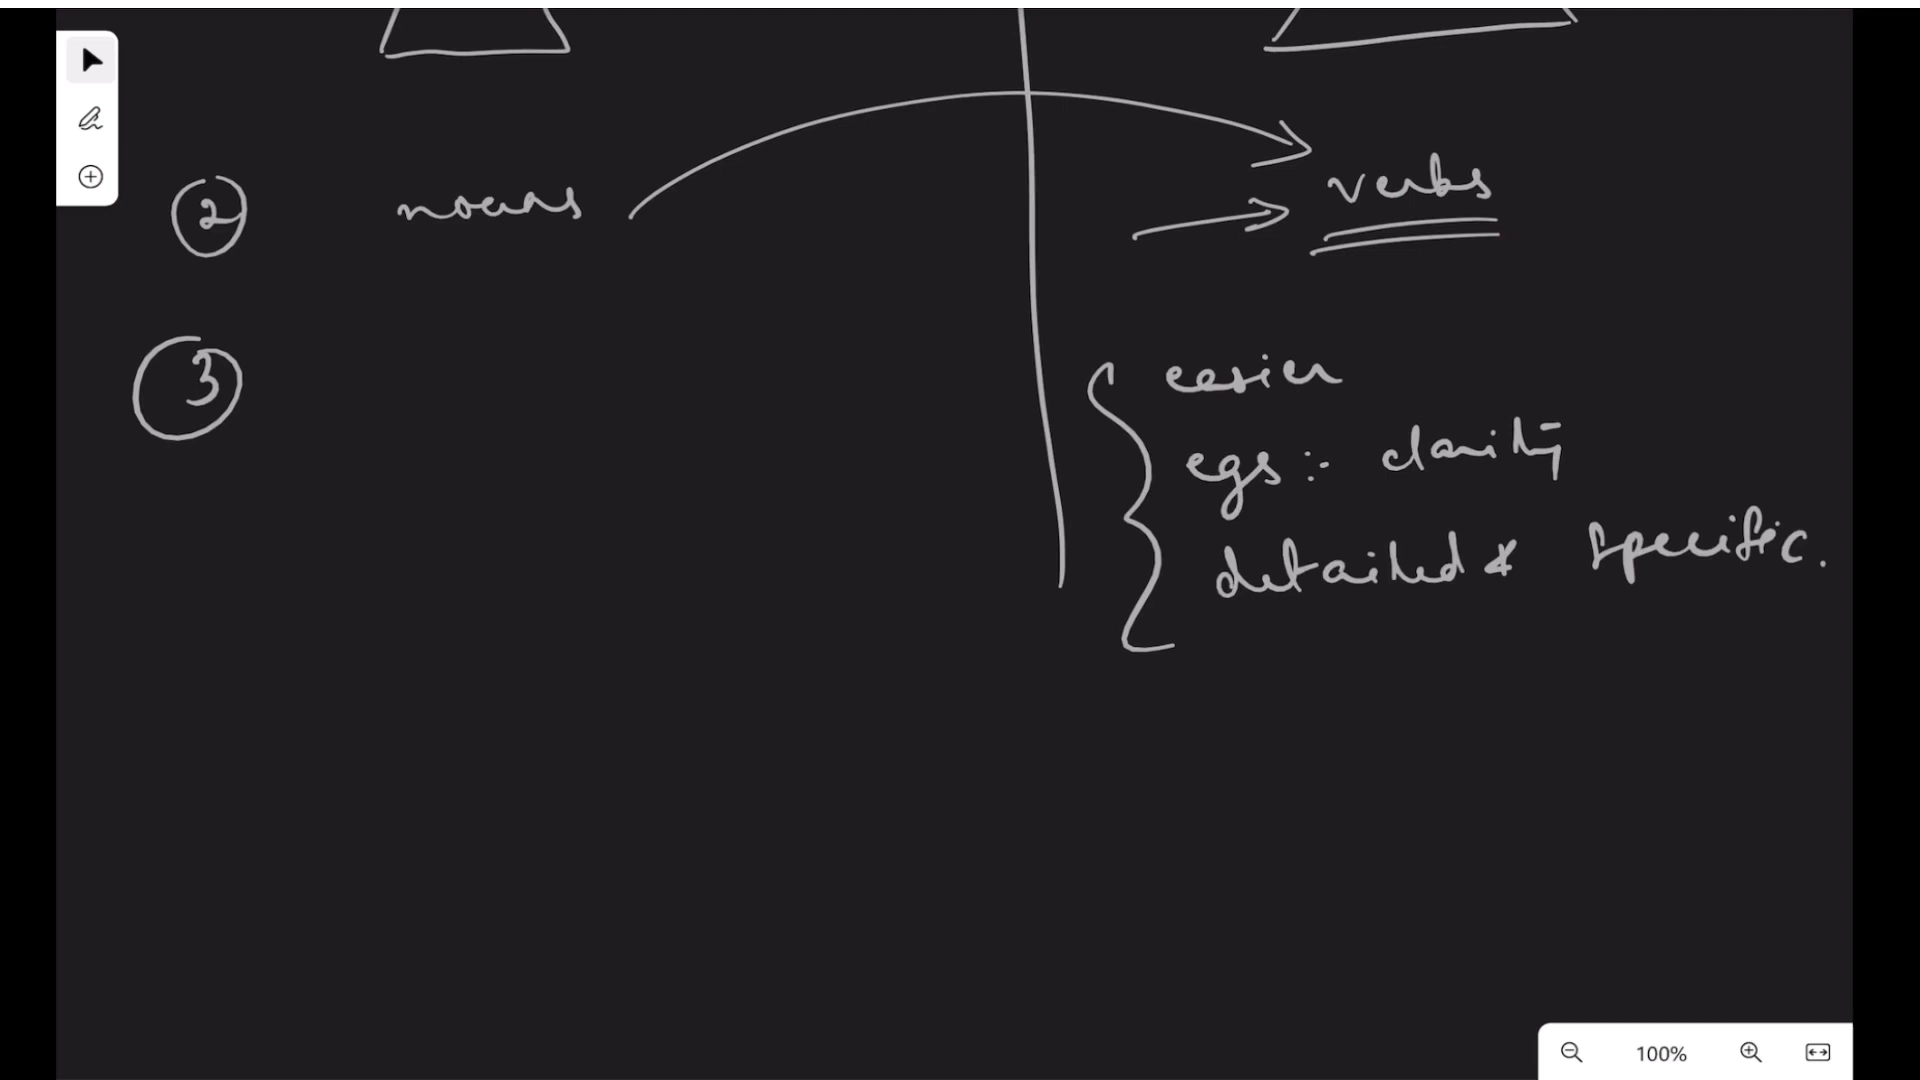 2 nouns verbs
3 easier
egs :- clarity
detailed & specific.
100%